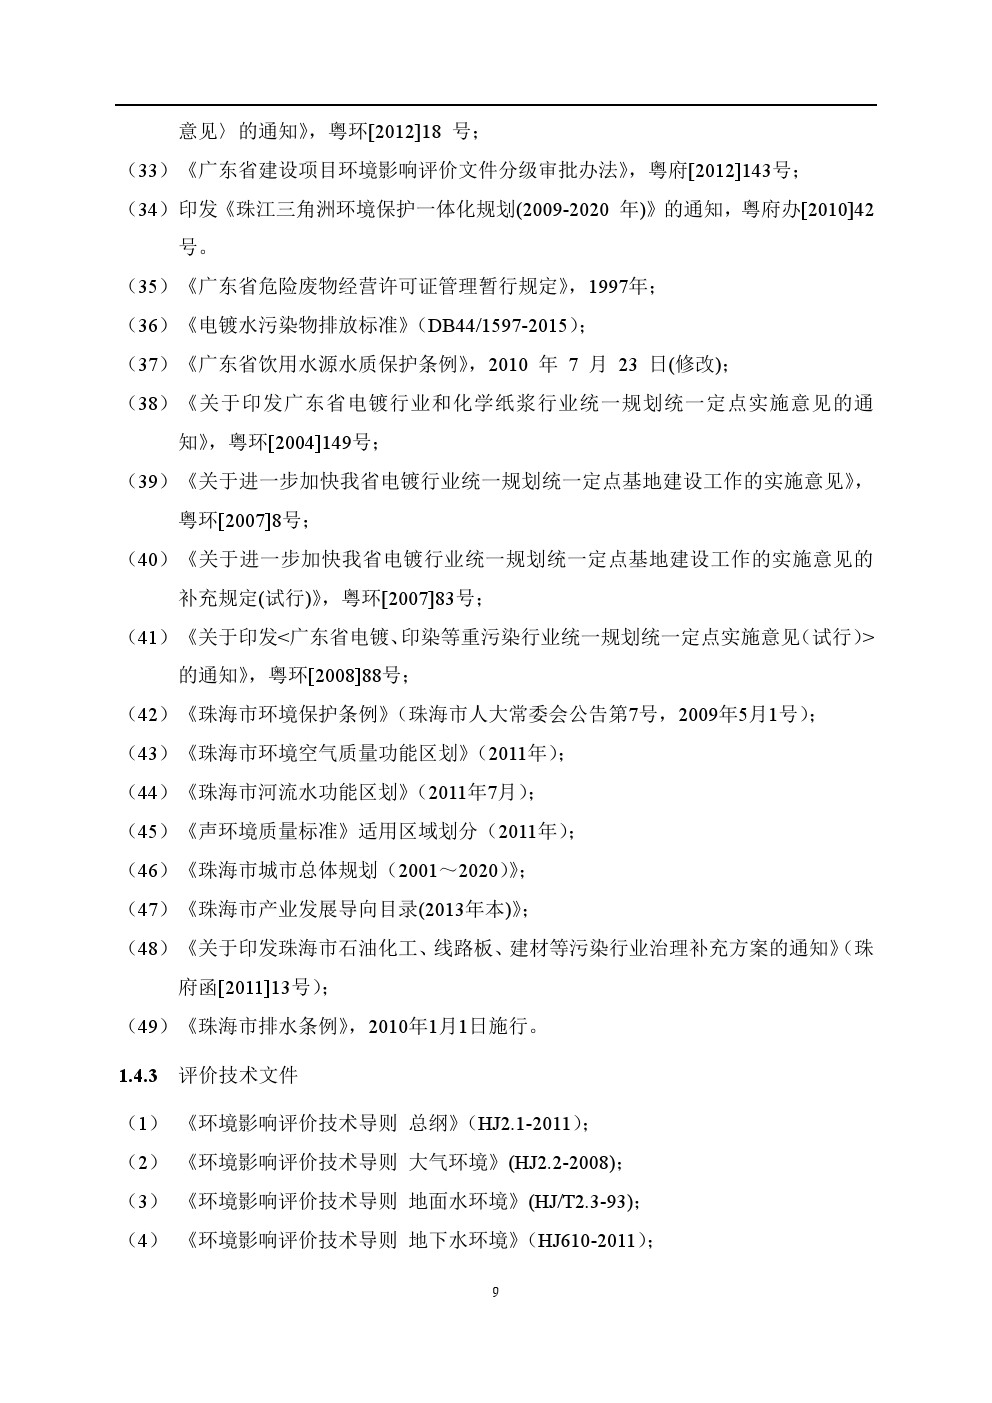 意见〉的通知》，粤环[2012]18 号；
（33）《广东省建设项目环境影响评价文件分级审批办法》，粤府[2012]143号；
（34）印发《珠江三角洲环境保护一体化规划(2009-2020 年)》的通知，粤府办[2010]42
号。
（35）《广东省危险废物经营许可证管理暂行规定》，1997年；
（36）《电镀水污染物排放标准》（DB44/1597-2015）；
（37）《广东省饮用水源水质保护条例》，2010 年 7 月 23 日(修改)；
（38）《关于印发广东省电镀行业和化学纸浆行业统一规划统一定点实施意见的通
知》，粤环[2004]149号；
（39）《关于进一步加快我省电镀行业统一规划统一定点基地建设工作的实施意见》，
粤环[2007]8号；
（40）《关于进一步加快我省电镀行业统一规划统一定点基地建设工作的实施意见的
补充规定(试行)》，粤环[2007]83号；
（41）《关于印发<广东省电镀、印染等重污染行业统一规划统一定点实施意见（试行）>
的通知》，粤环[2008]88号；
（42）《珠海市环境保护条例》（珠海市人大常委会公告第7号，2009年5月1号）；
（43）《珠海市环境空气质量功能区划》（2011年）；
（44）《珠海市河流水功能区划》（2011年7月）；
（45）《声环境质量标准》适用区域划分（2011年）；
（46）《珠海市城市总体规划（2001～2020）》；
（47）《珠海市产业发展导向目录(2013年本)》；
（48）《关于印发珠海市石油化工、线路板、建材等污染行业治理补充方案的通知》（珠
府函[2011]13号）；
（49）《珠海市排水条例》，2010年1月1日施行。
1.4.3 评价技术文件
（1） 《环境影响评价技术导则 总纲》（HJ2.1-2011）；
（2） 《环境影响评价技术导则 大气环境》(HJ2.2-2008)；
（3） 《环境影响评价技术导则 地面水环境》(HJ/T2.3-93)；
（4） 《环境影响评价技术导则 地下水环境》（HJ610-2011）；
9